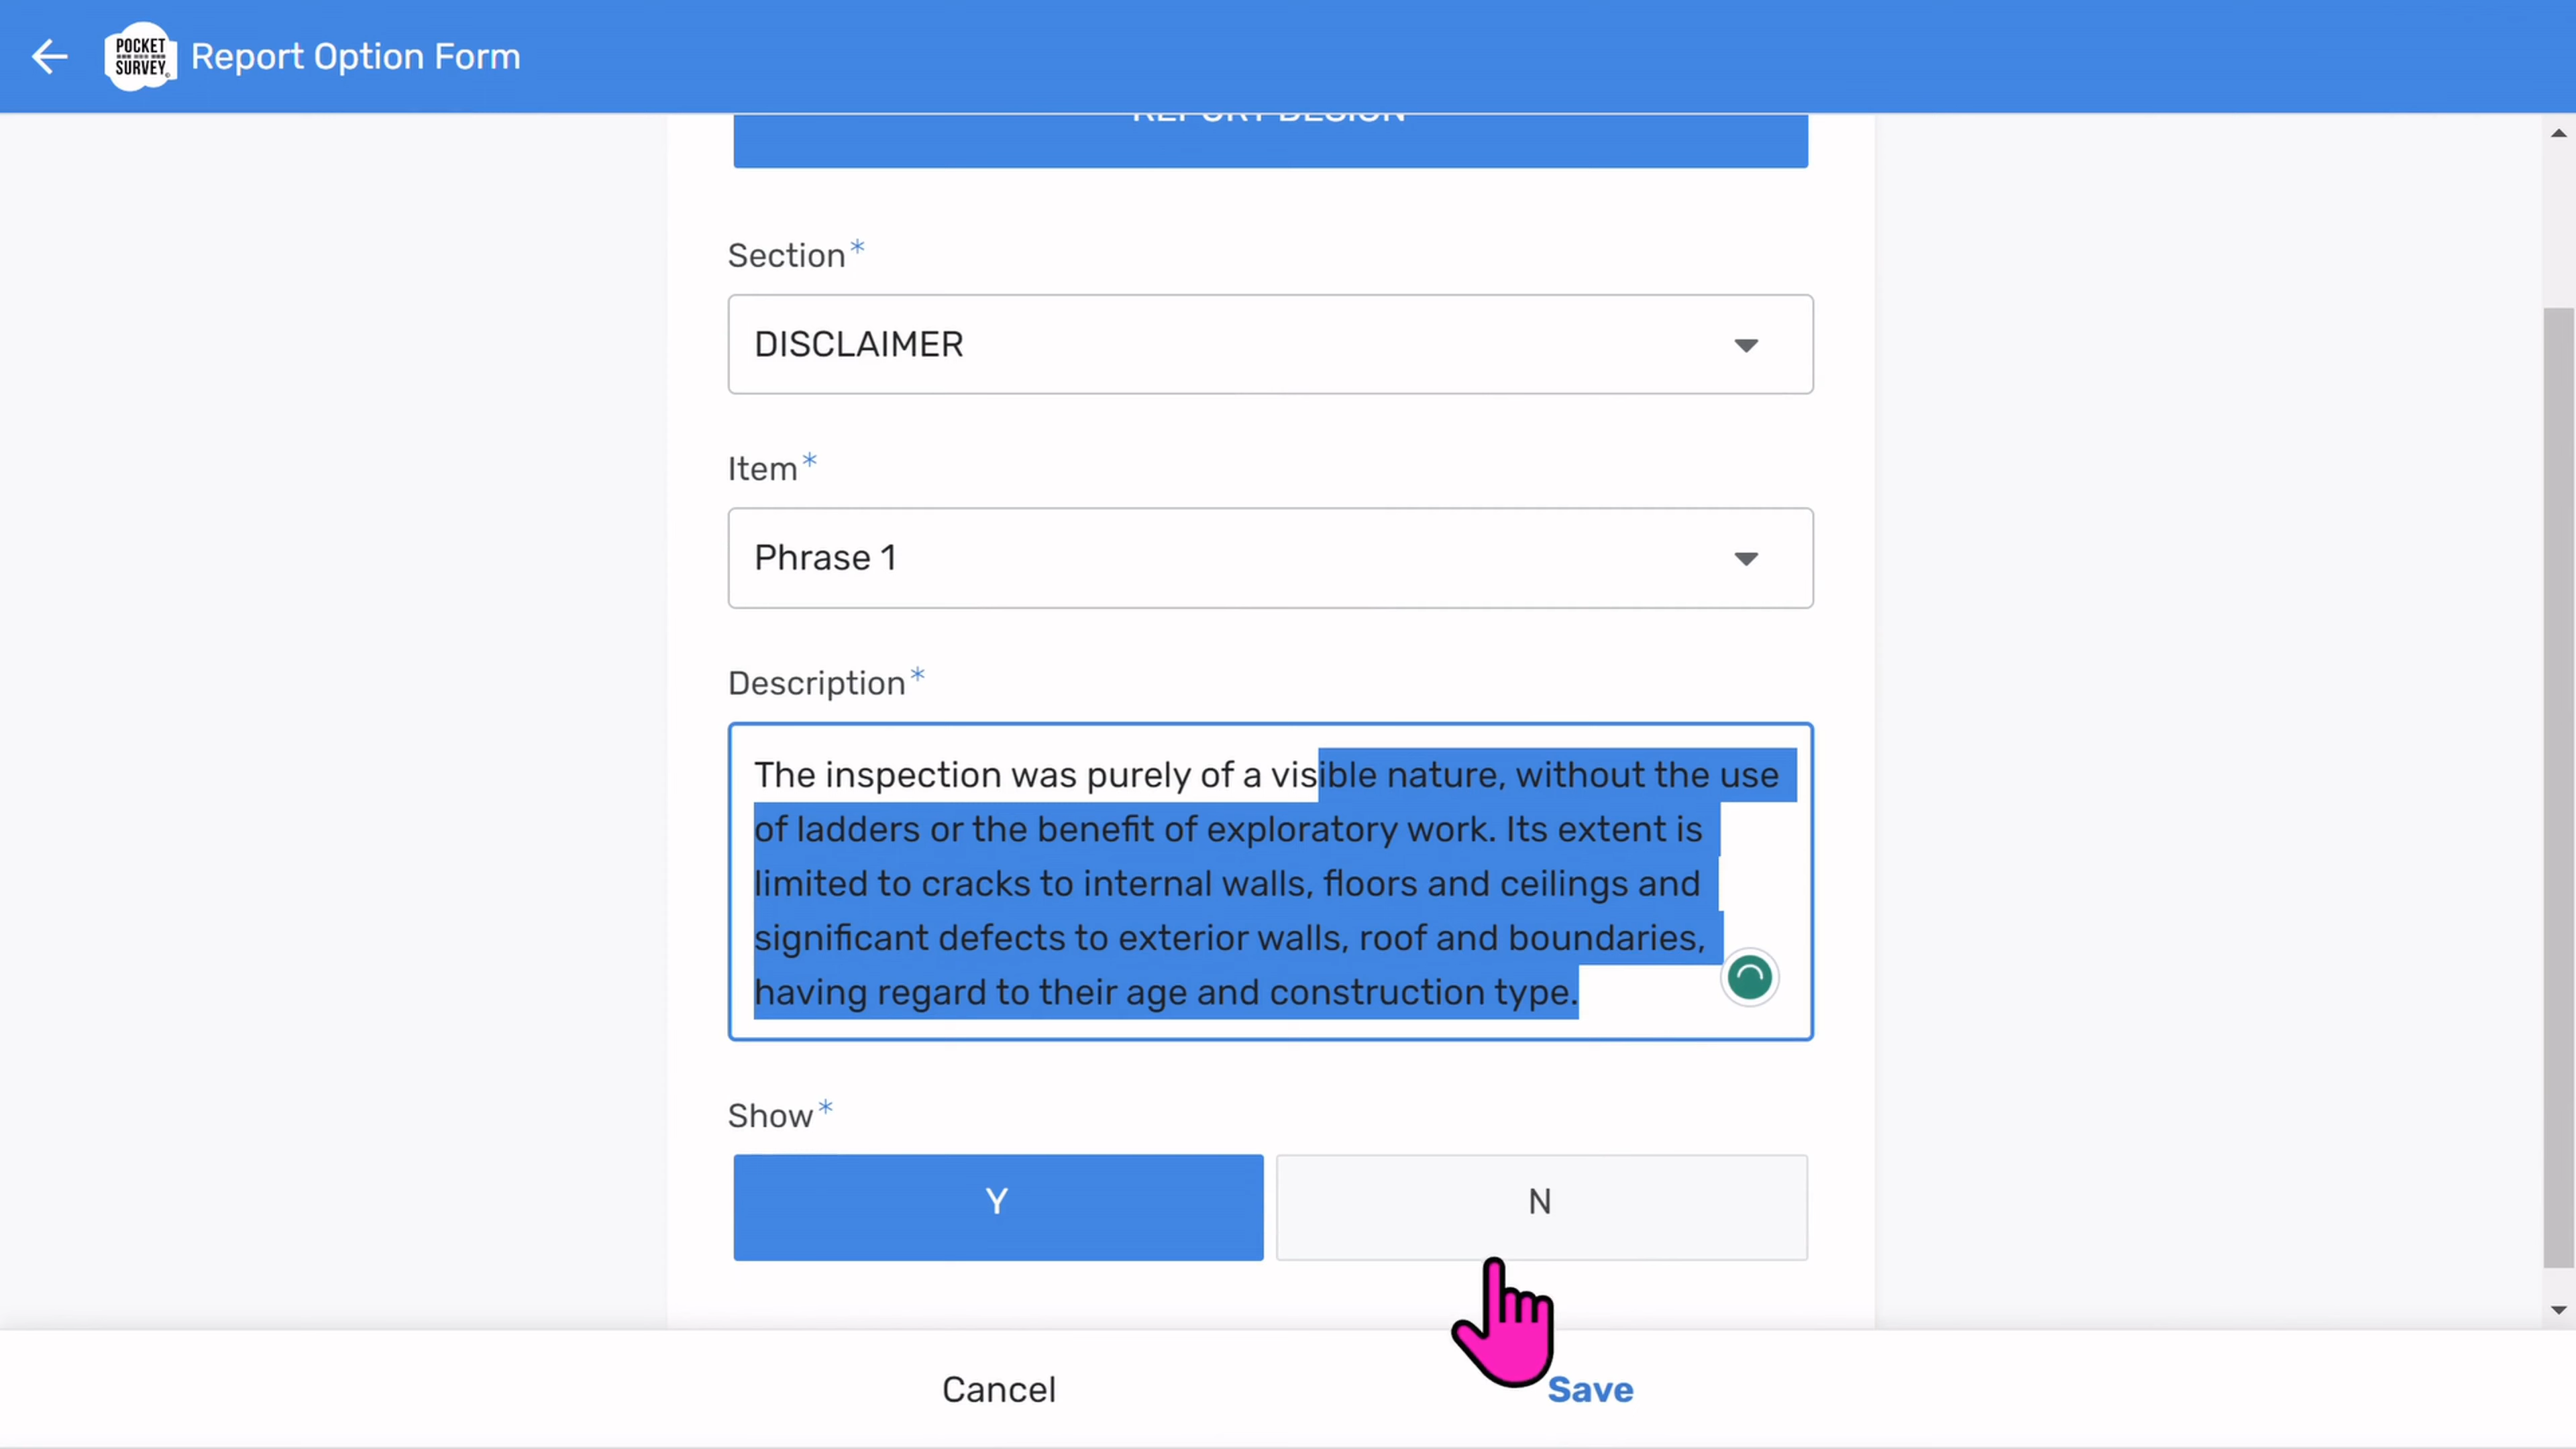 POCKET
SURVEY
Report Option Form
REPORT DESIGN
Section*
DISCLAIMER
Item*
Phrase 1
Description*
The inspection was purely of a visible nature, without the use
of ladders or the benefit of exploratory work. Its extent is
limited to cracks to internal walls, floors and ceilings and
significant defects to exterior walls, roof and boundaries,
having regard to their age and construction type.
Show*
Y
N
Cancel
Save